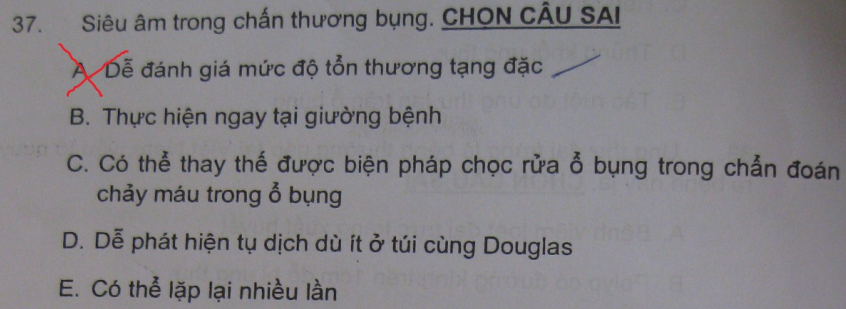 37. Siêu âm trong chấn thương bụng. CHỌN CÂU SAI
A. Dễ đánh giá mức độ tổn thương tạng đặc
B. Thực hiện ngay tại giường bệnh
C. Có thể thay thế được biện pháp chọc rửa ổ bụng trong chẩn đoán
chảy máu trong ổ bụng
D. Dễ phát hiện tụ dịch dù ít ở túi cùng Douglas
E. Có thể lặp lại nhiều lần